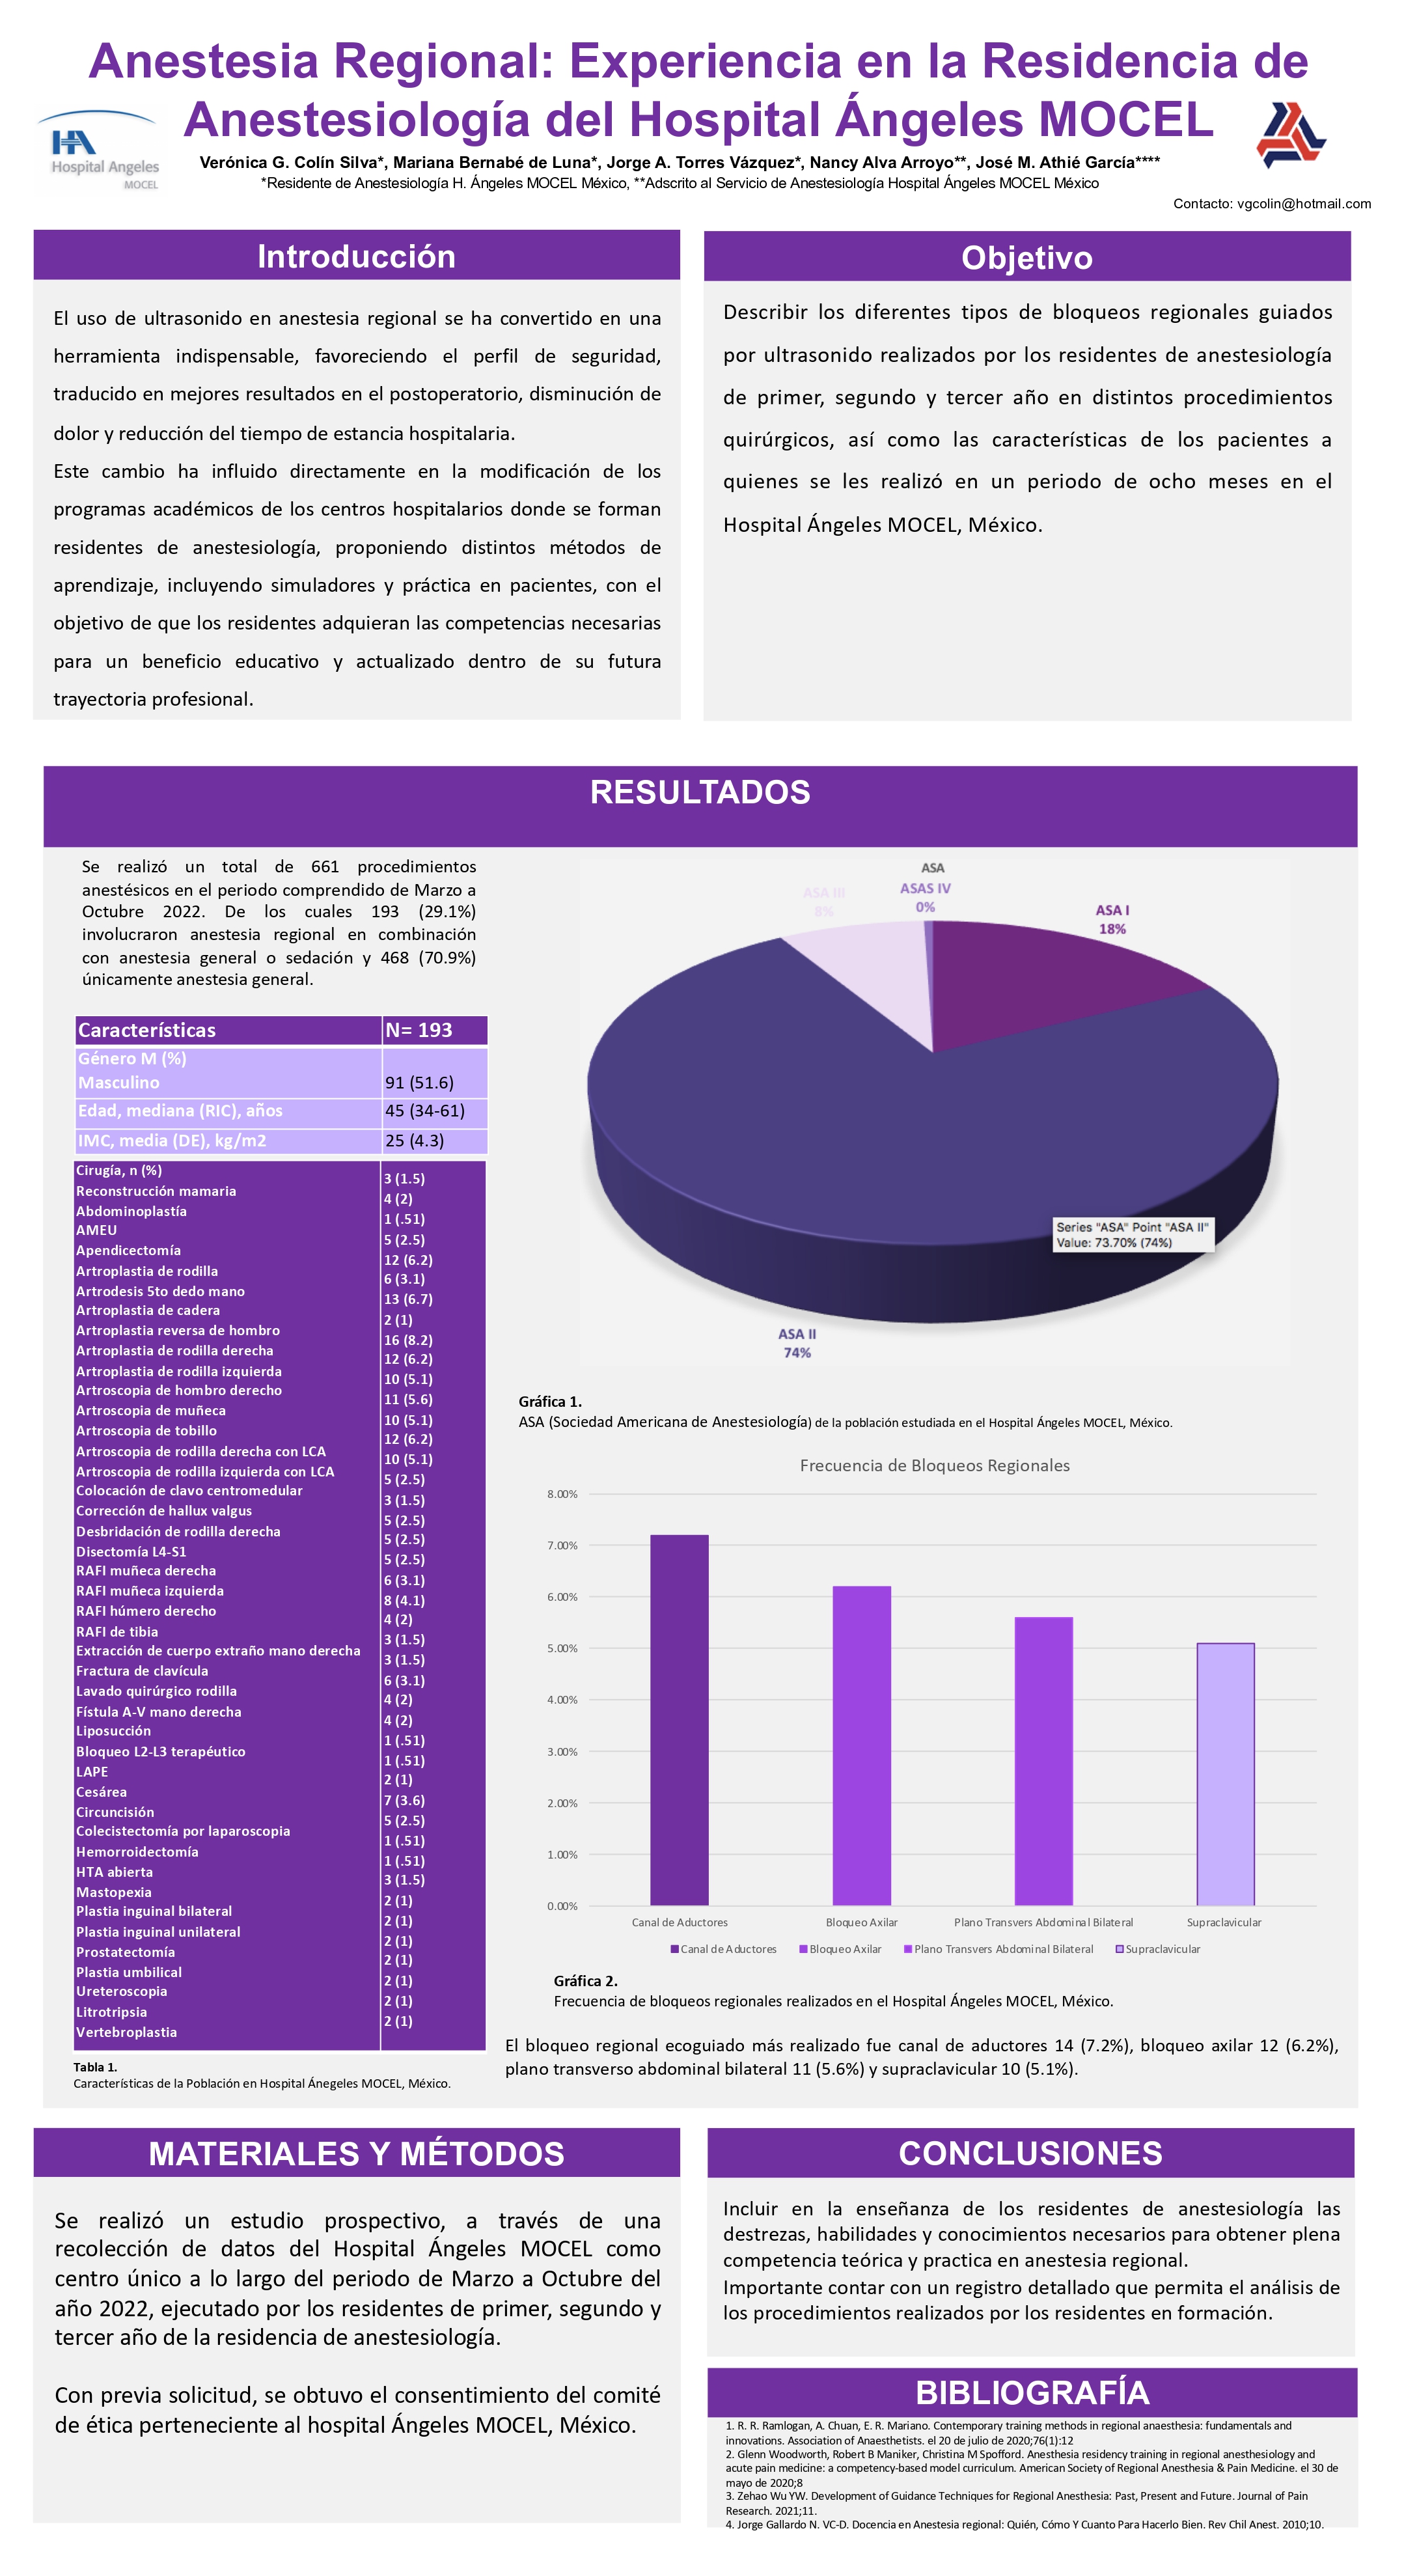 Anestesia Regional: Experiencia en la Residencia de
Anestesiología del Hospital Ángeles MOCEL
HA
Hospital Angeles
MOCEL
Verónica G. Colín Silva*, Mariana Bernabé de Luna*, Jorge A. Torres Vázquez*, Nancy Alva Arroyo**, José M. Athié García****
*Residente de Anestesiología H. Ángeles MOCEL México, **Adscrito al Servicio de Anestesiología Hospital Ángeles MOCEL México
Contacto: vgcolin@hotmail.com
Introducción
El uso de ultrasonido en anestesia regional se ha convertido en una
herramienta indispensable, favoreciendo el perfil de seguridad,
traducido en mejores resultados en el postoperatorio, disminución de
dolor y reducción del tiempo de estancia hospitalaria.
Este cambio ha influido directamente en la modificación de los
programas académicos de los centros hospitalarios donde se forman
residentes de anestesiología, proponiendo distintos métodos de
aprendizaje, incluyendo simuladores y práctica en pacientes, con el
objetivo de que los residentes adquieran las competencias necesarias
para un beneficio educativo y actualizado dentro de su futura
trayectoria profesional.
Objetivo
Describir los diferentes tipos de bloqueos regionales guiados
por ultrasonido realizados por los residentes de anestesiología
de primer, segundo y tercer año en distintos procedimientos
quirúrgicos, así como las características de los pacientes a
quienes se les realizó en un periodo de ocho meses en el
Hospital Ángeles MOCEL, México.
RESULTADOS
Se realizó un total de 661 procedimientos
anestésicos en el periodo comprendido de Marzo a
Octubre 2022. De los cuales 193 (29.1%)
involucraron anestesia regional en combinación
con anestesia general o sedación y 468 (70.9%)
únicamente anestesia general.
Características N= 193
Género M (%)
Masculino 91 (51.6)
Edad, mediana (RIC), años 45 (34-61)
IMC, media (DE), kg/m2 25 (4.3)
Cirugía, n (%)
Reconstrucción mamaria 3 (1.5)
Abdominoplastía 4 (2)
AMEU 1 (.51)
Apendicectomía 5 (2.5)
Artroplastia de rodilla 12 (6.2)
Artrodesis 5to dedo mano 6 (3.1)
Artroplastia de cadera 13 (6.7)
Artroplastia reversa de hombro 2 (1)
Artroplastia de rodilla derecha 16 (8.2)
Artroplastia de rodilla izquierda 12 (6.2)
Artroscopia de hombro derecho 10 (5.1)
Artroscopia de muñeca 11 (5.6)
Artroscopia de tobillo 10 (5.1)
Artroscopia de rodilla derecha con LCA 12 (6.2)
Artroscopia de rodilla izquierda con LCA 10 (5.1)
Colocación de clavo centromedular 5 (2.5)
Corrección de hallux valgus 3 (1.5)
Desbridación de rodilla derecha 5 (2.5)
Disectomía L4-S1 5 (2.5)
RAFI muñeca derecha 5 (2.5)
RAFI muñeca izquierda 6 (3.1)
RAFI húmero derecho 8 (4.1)
RAFI de tibia 4 (2)
Extracción de cuerpo extraño mano derecha 3 (1.5)
Fractura de clavícula 3 (1.5)
Lavado quirúrgico rodilla 6 (3.1)
Fístula A-V mano derecha 4 (2)
Liposucción 4 (2)
Bloqueo L2-L3 terapéutico 1 (.51)
LAPE 1 (.51)
Cesárea 2 (1)
Circuncisión 7 (3.6)
Colecistectomía por laparoscopia 5 (2.5)
Hemorroidectomía 1 (.51)
HTA abierta 1 (.51)
Mastopexia 3 (1.5)
Plastia inguinal bilateral 2 (1)
Plastia inguinal unilateral 2 (1)
Prostatectomía 2 (1)
Plastia umbilical 2 (1)
Ureteroscopia 2 (1)
Litrotripsia 2 (1)
Vertebroplastia 2 (1)
Tabla 1.
Características de la Población en Hospital Ánegeles MOCEL, México.
ASA
ASA III
8%
ASAS IV
0%
ASA I
18%
Series "ASA" Point "ASA II"
Value: 73.70% (74%)
ASA II
74%
Gráfica 1.
ASA (Sociedad Americana de Anestesiología) de la población estudiada en el Hospital Ángeles MOCEL, México.
Frecuencia de Bloqueos Regionales
8.00%
7.00%
6.00%
5.00%
4.00%
3.00%
2.00%
1.00%
0.00%
Canal de Aductores Bloqueo Axilar Plano Transvers Abdominal Bilateral Supraclavicular
Canal de Aductores Bloqueo Axilar Plano Transvers Abdominal Bilateral Supraclavicular
Gráfica 2.
Frecuencia de bloqueos regionales realizados en el Hospital Ángeles MOCEL, México.
El bloqueo regional ecoguiado más realizado fue canal de aductores 14 (7.2%), bloqueo axilar 12 (6.2%),
plano transverso abdominal bilateral 11 (5.6%) y supraclavicular 10 (5.1%).
MATERIALES Y MÉTODOS
Se realizó un estudio prospectivo, a través de una
recolección de datos del Hospital Ángeles MOCEL como
centro único a lo largo del periodo de Marzo a Octubre del
año 2022, ejecutado por los residentes de primer, segundo y
tercer año de la residencia de anestesiología.
Con previa solicitud, se obtuvo el consentimiento del comité
de ética perteneciente al hospital Ángeles MOCEL, México.
CONCLUSIONES
Incluir en la enseñanza de los residentes de anestesiología las
destrezas, habilidades y conocimientos necesarios para obtener plena
competencia teórica y practica en anestesia regional.
Importante contar con un registro detallado que permita el análisis de
los procedimientos realizados por los residentes en formación.
BIBLIOGRAFÍA
1. R. R. Ramlogan, A. Chuan, E. R. Mariano. Contemporary training methods in regional anaesthesia: fundamentals and
innovations. Association of Anaesthetists. el 20 de julio de 2020;76(1):12
2. Glenn Woodworth, Robert B Maniker, Christina M Spofford. Anesthesia residency training in regional anesthesiology and
acute pain medicine: a competency-based model curriculum. American Society of Regional Anesthesia & Pain Medicine. el 30 de
mayo de 2020;8
3. Zehao Wu YW. Development of Guidance Techniques for Regional Anesthesia: Past, Present and Future. Journal of Pain
Research. 2021;11.
4. Jorge Gallardo N. VC-D. Docencia en Anestesia regional: Quién, Cómo Y Cuanto Para Hacerlo Bien. Rev Chil Anest. 2010;10.